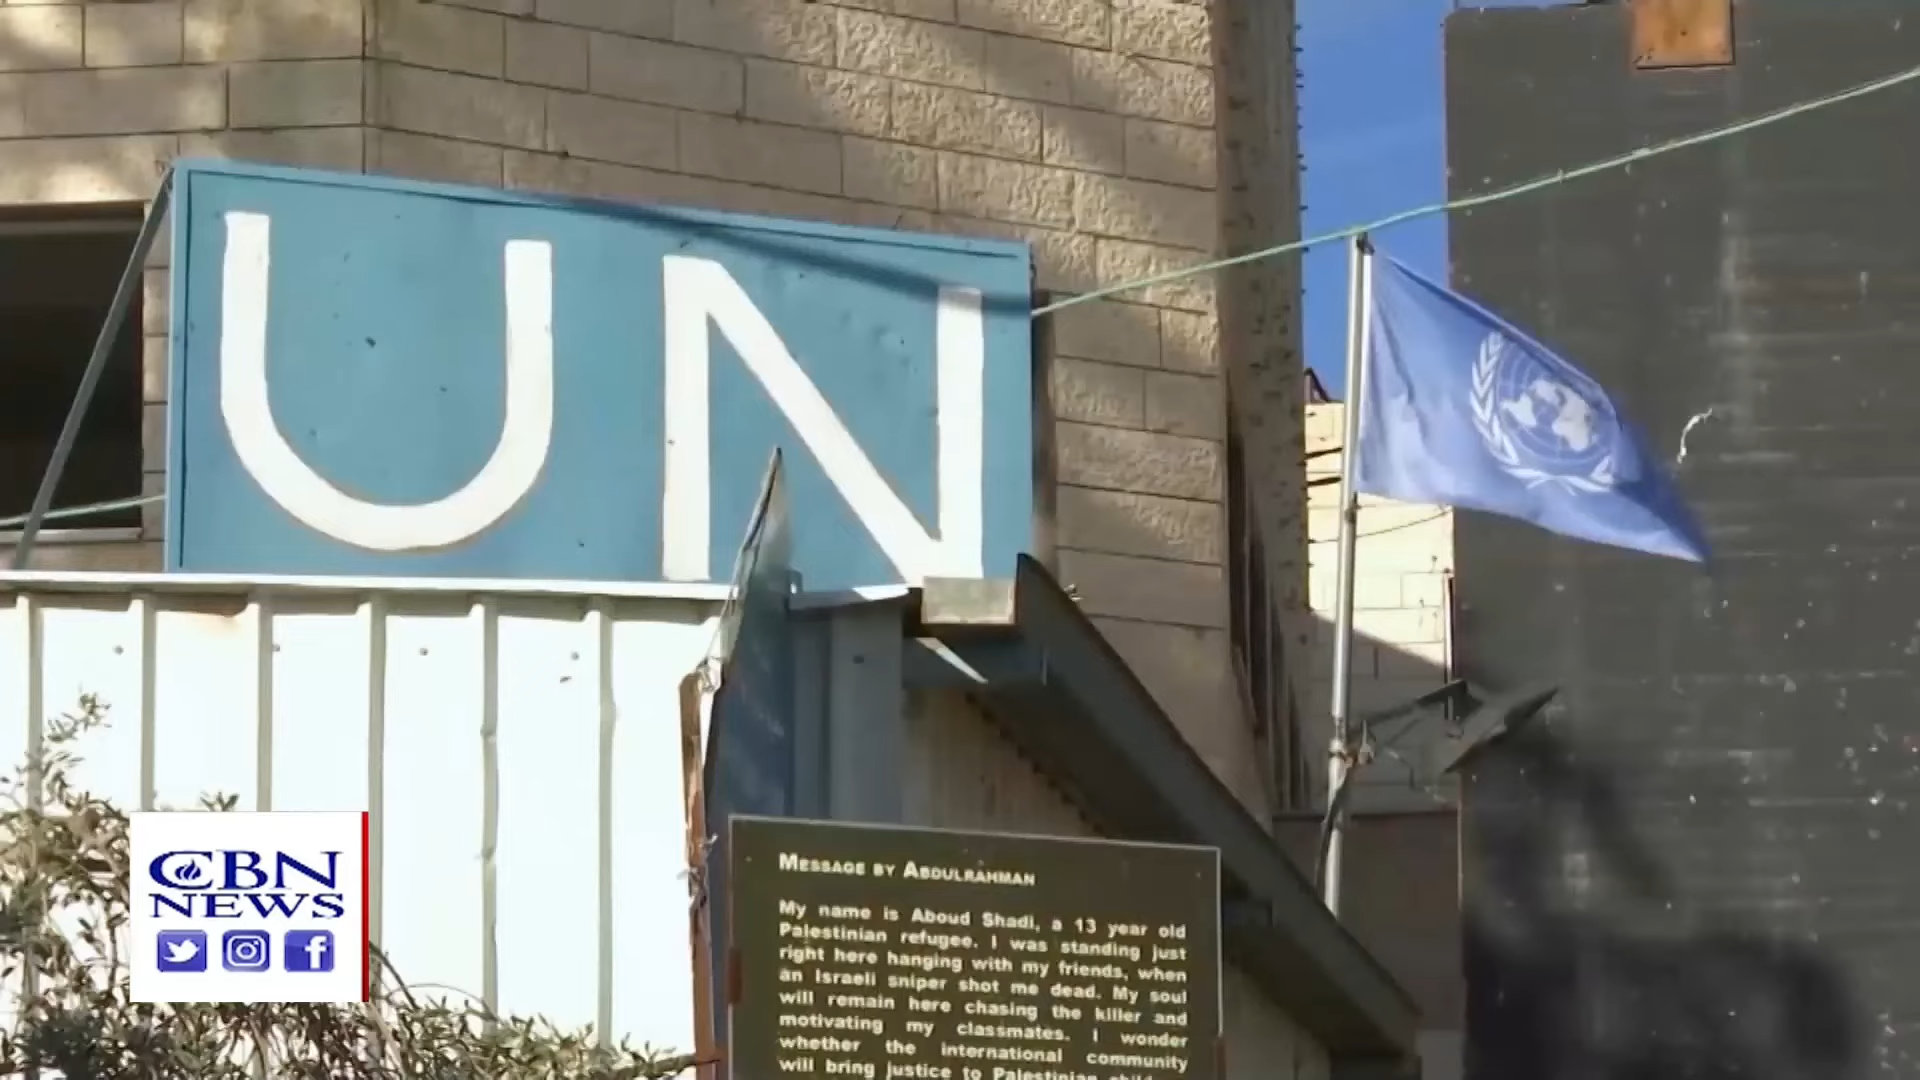 UN
MESSAGE BY ABDULRAHMAN
My name is Aboud Shadi, a 13 year old
Palestinian refugee. I was standing just
right here hanging with my friends, when
an Israeli sniper shot me dead. My soul
will remain here chasing the killer and
motivating my classmates. I wonder
whether the international community
will bring justice to Palestinian
CBN
NEWS